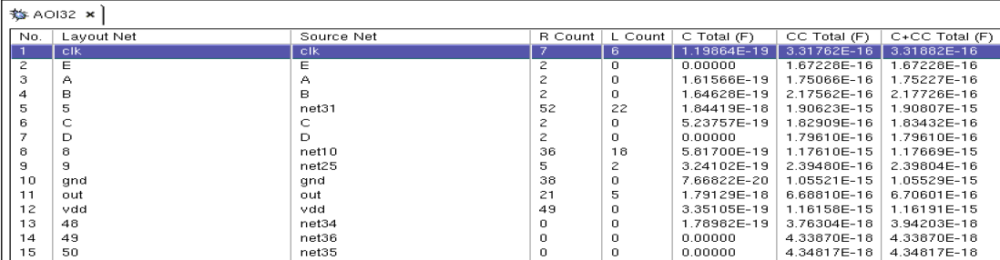 AOI32 ×
No. Layout Net Source Net R Count L Count C Total (F) CC Total (F) C+CC Total (F)
1 clk clk 7 6 1.19864E-19 3.31762E-16 3.31882E-16
2 E E 2 0 0.00000 1.67228E-16 1.67228E-16
3 A A 2 0 1.61566E-19 1.75066E-16 1.75227E-16
4 B B 2 0 1.64628E-19 2.17562E-16 2.17726E-16
5 5 net31 52 22 1.84419E-18 1.90623E-15 1.90807E-15
6 C C 2 0 5.23757E-19 1.82909E-16 1.83432E-16
7 D D 2 0 0.00000 1.79610E-16 1.79610E-16
8 8 net10 36 18 5.81700E-19 1.17610E-15 1.17669E-15
9 9 net25 5 2 3.24102E-19 2.39480E-16 2.39804E-16
10 gnd gnd 38 0 7.66822E-20 1.05521E-15 1.05529E-15
11 out out 21 5 1.79129E-18 6.68810E-16 6.70601E-16
12 vdd vdd 49 0 3.35105E-19 1.16158E-15 1.16191E-15
13 48 net34 0 0 1.78982E-19 3.76304E-18 3.94203E-18
14 49 net36 0 0 0.00000 4.33870E-18 4.33870E-18
15 50 net35 0 0 0.00000 4.34817E-18 4.34817E-18